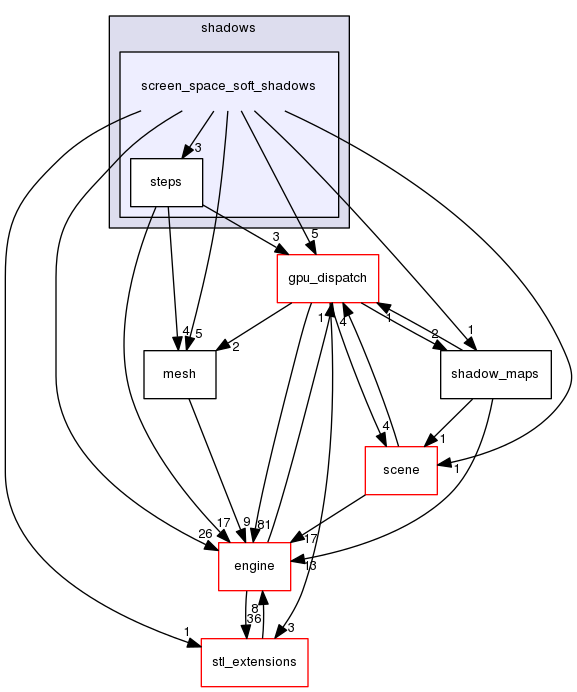 shadows
screen_space_soft_shadows
3
steps
3
5
gpu_dispatch
1
4
1
2
1
4
5
2
mesh
shadow_maps
4
1
scene
1
26
17
9
81
17
engine
13
8
36
1
3
stl_extensions